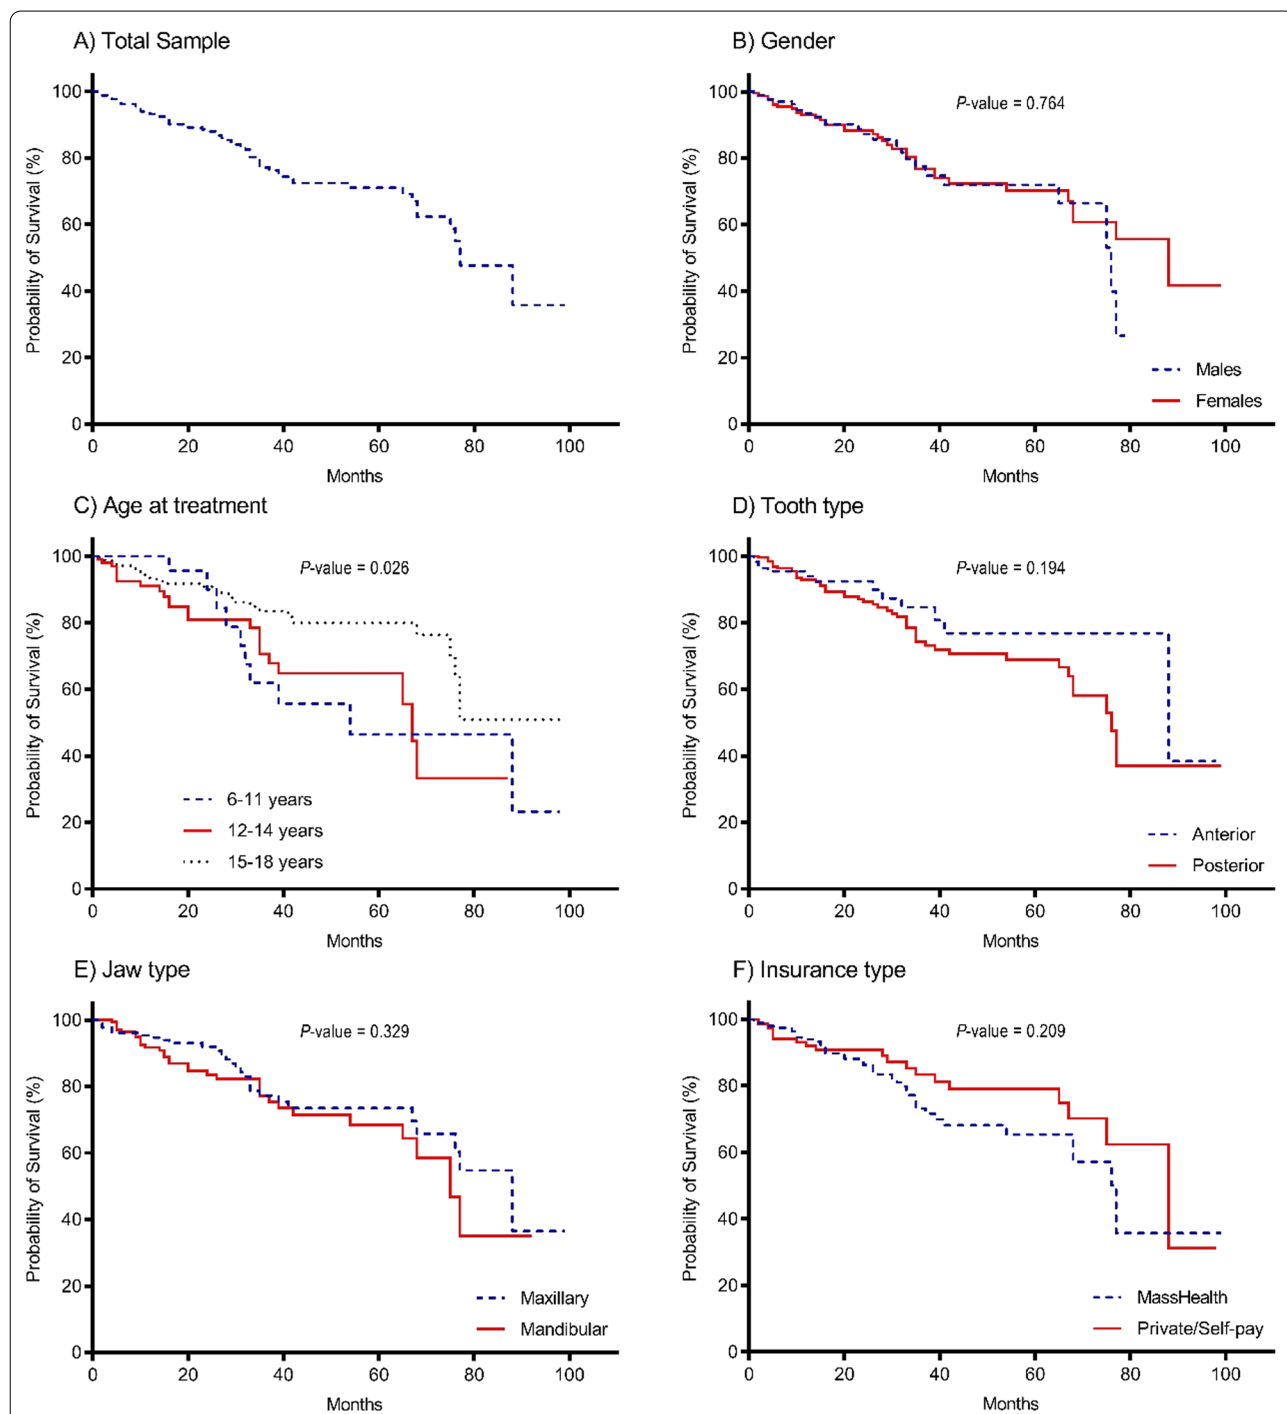 A) Total Sample
Probability of Survival (%)
100
80
60
40
20
0
0 20 40 60 80 100
Months
B) Gender
P-value = 0.764
Probability of Survival (%)
100
80
60
40
20
0
Males
Females
0 20 40 60 80 100
Months
C) Age at treatment
P-value = 0.026
Probability of Survival (%)
100
80
60
40
20
0
6-11 years
12-14 years
15-18 years
0 20 40 60 80 100
Months
D) Tooth type
P-value = 0.194
Probability of Survival (%)
100
80
60
40
20
0
Anterior
Posterior
0 20 40 60 80 100
Months
E) Jaw type
P-value = 0.329
Probability of Survival (%)
100
80
60
40
20
0
Maxillary
Mandibular
0 20 40 60 80 100
Months
F) Insurance type
P-value = 0.209
Probability of Survival (%)
100
80
60
40
20
0
MassHealth
Private/Self-pay
0 20 40 60 80 100
Months